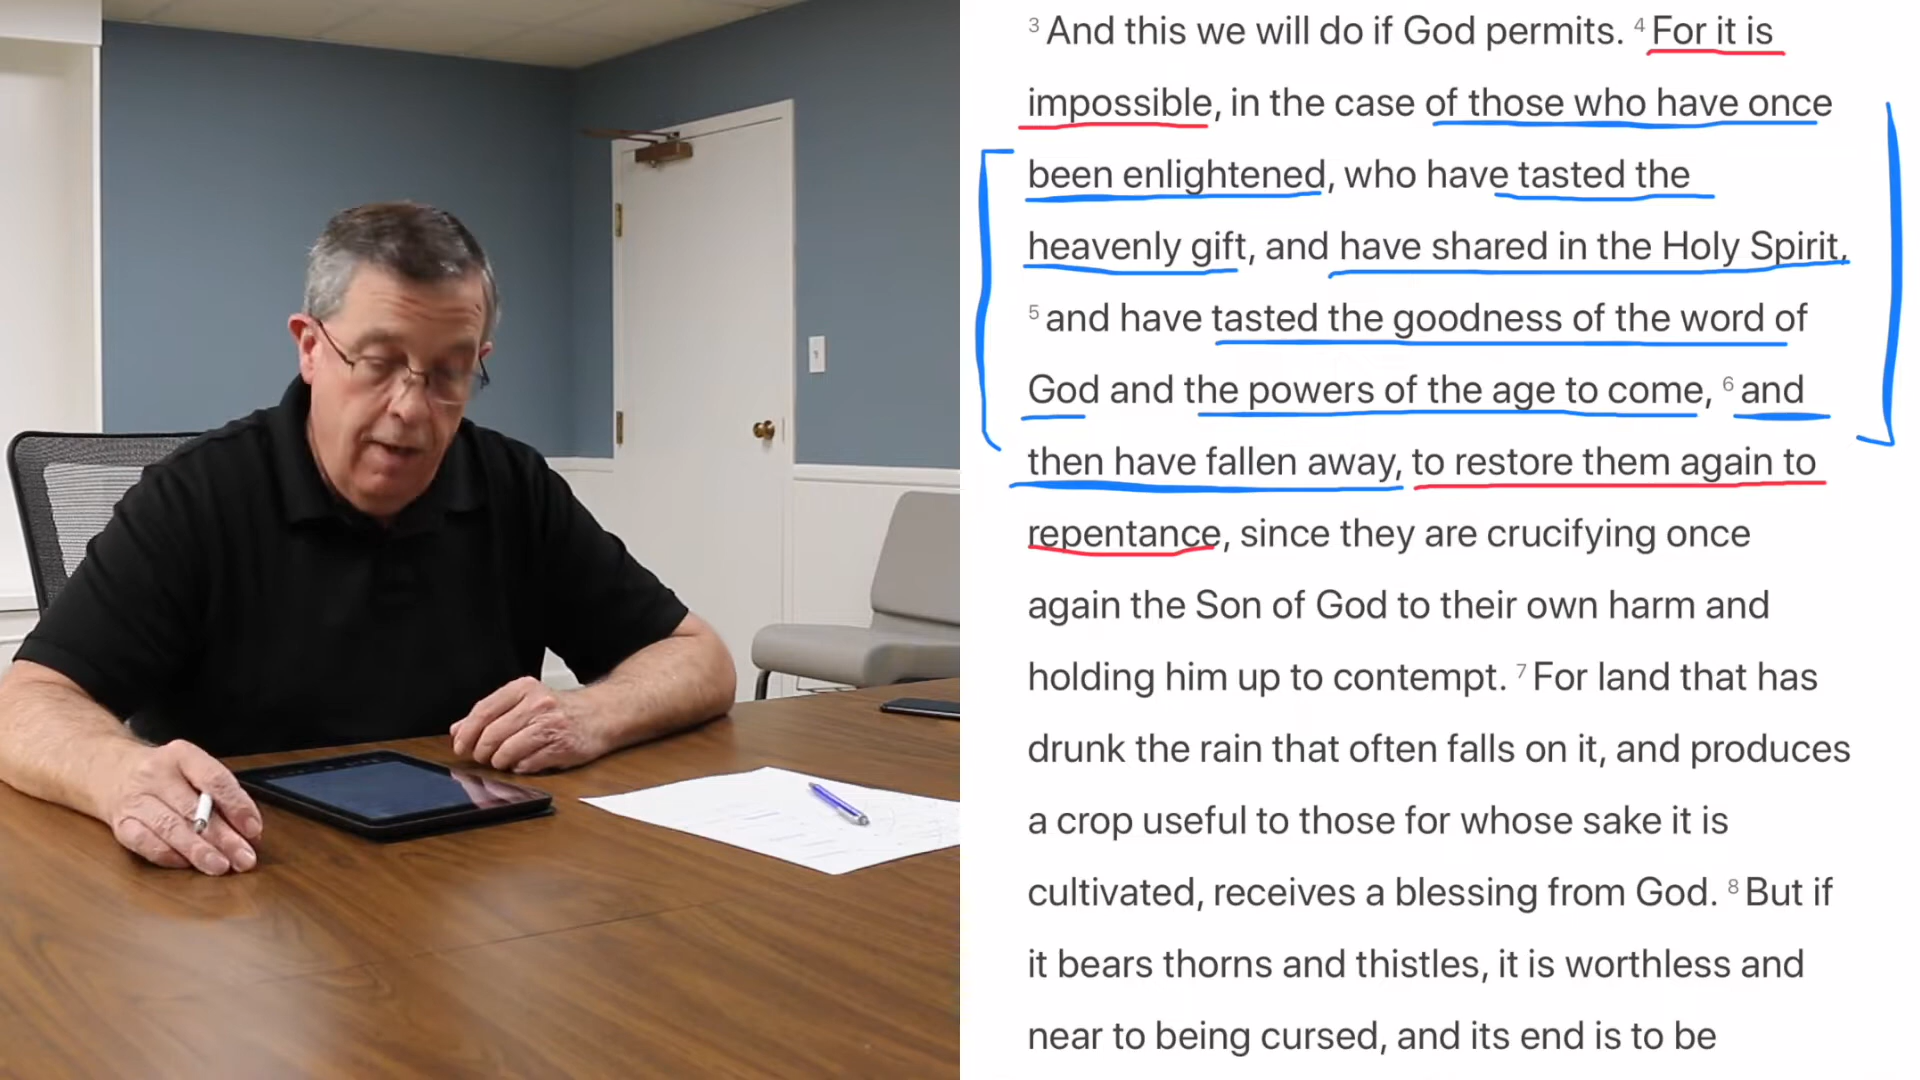 3 And this we will do if God permits. 4 For it is
impossible, in the case of those who have once
been enlightened, who have tasted the
heavenly gift, and have shared in the Holy Spirit,
5 and have tasted the goodness of the word of
God and the powers of the age to come, 6 and
then have fallen away, to restore them again to
repentance, since they are crucifying once
again the Son of God to their own harm and
holding him up to contempt. 7 For land that has
drunk the rain that often falls on it, and produces
a crop useful to those for whose sake it is
cultivated, receives a blessing from God. 8 But if
it bears thorns and thistles, it is worthless and
near to being cursed, and its end is to be